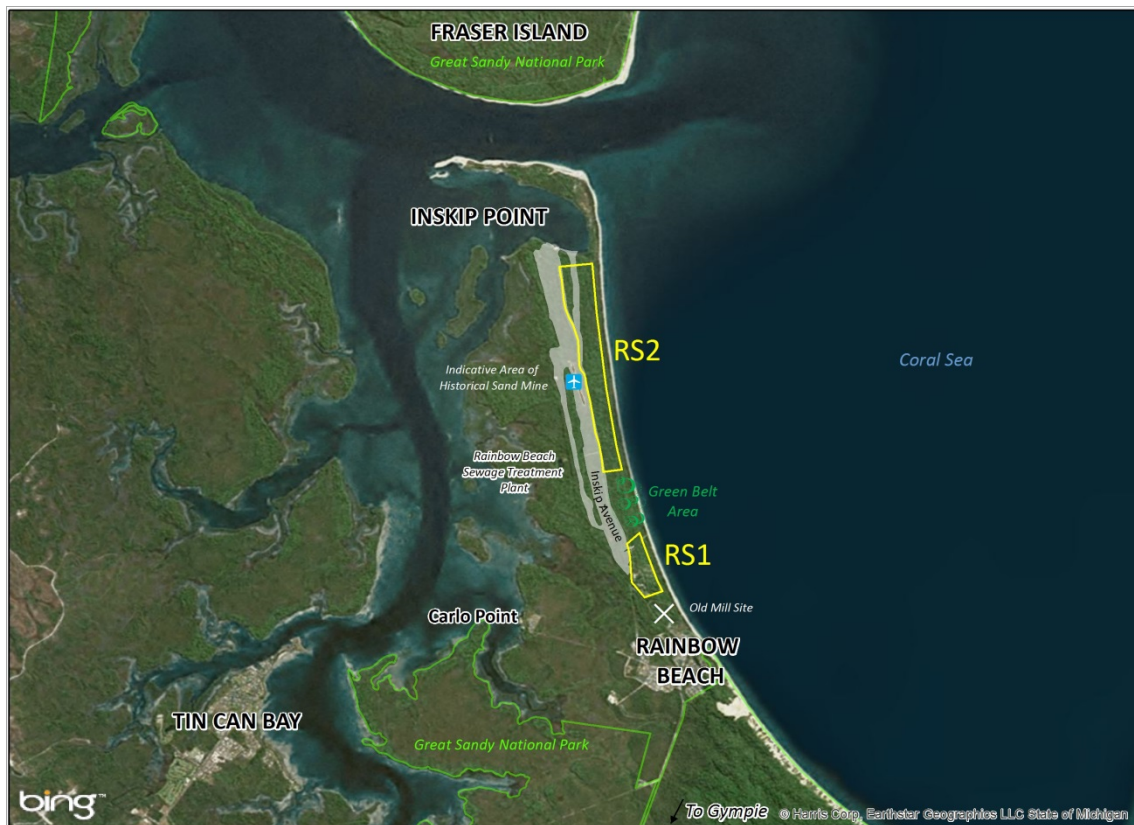 FRASER ISLAND
Great Sandy National Park
INSKIP POINT
RS2
Coral Sea
Indicative Area of
Historical Sand Mine
Rainbow Beach
Sewage Treatment
Plant
Inskip Avenue
Green Belt
Area
RS1
Old Mill Site
Carlo Point
RAINBOW
BEACH
TIN CAN BAY
Great Sandy National Park
bing™
To Gympie
© Harris Corp, Earthstar Geographics LLC State of Michigan